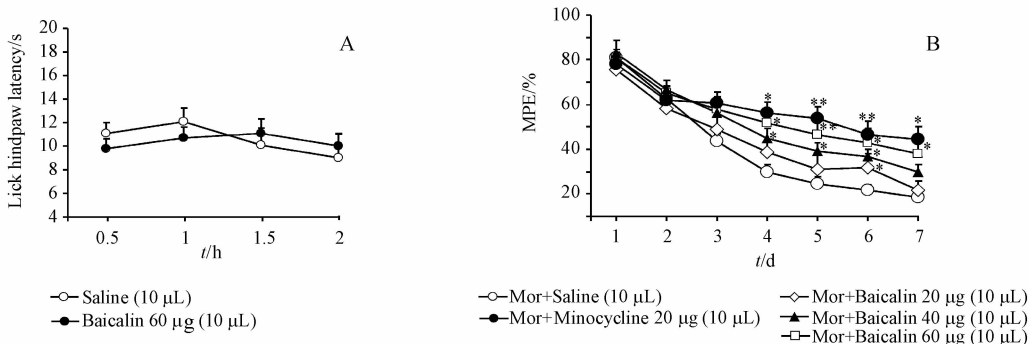 A
Lick hindpaw latency/s
20
18
16
14
12
10
8
6
4
0.5 1 1.5 2
t/h
Saline (10 μL)
Baicalin 60 μg (10 μL)
B
MPE/%
100
80
60
40
20
* ** ** *
* ** * *
* * *
*
1 2 3 4 5 6 7
t/d
Mor+Saline (10 μL)
Mor+Minocycline 20 μg (10 μL)
Mor+Baicalin 20 μg (10 μL)
Mor+Baicalin 40 μg (10 μL)
Mor+Baicalin 60 μg (10 μL)